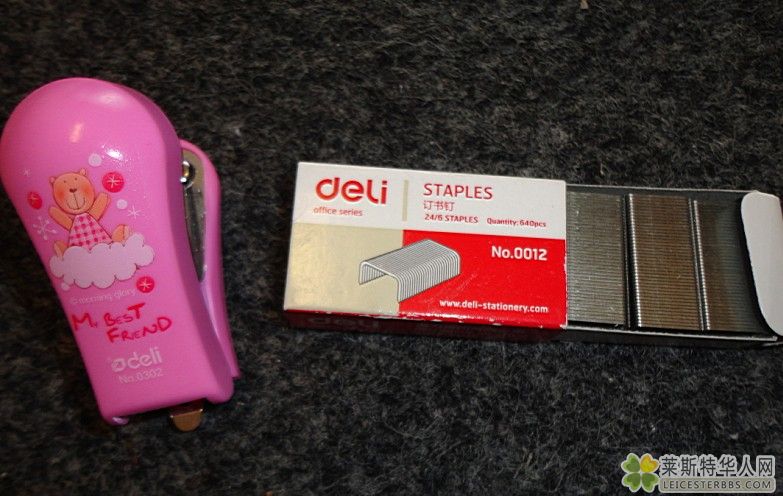 © morning glory
My BEST
FRIEND
deli
No.0302
deli
office series
STAPLES
订书钉
24/6 STAPLES Quantity:640pcs
No.0012
www.deli-stationery.com
deli
莱斯特华人网
LEICESTERBBS.COM